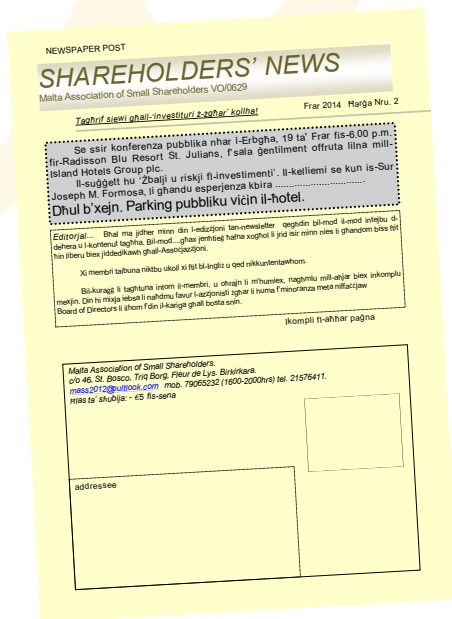 NEWSPAPER POST
SHAREHOLDERS' NEWS
Malta Association of Small Shareholders VO/0629
Tagħrif siewi għall-'investituri ż-żgħar' kollha!
Frar 2014 Ħarġa Nru. 2
Se ssir konferenza pubblika nhar l-Erbgħa, 19 ta' Frar fis-6.00 p.m.
fir-Radisson Blu Resort St. Julians, f'sala ġentilment offruta lilna mill-
Island Hotels Group plc.
Il-suġġett hu 'Żbalji u riskji fl-investimenti'. Il-kelliemi se kun is-Sur
Joseph M. Formosa, li għandu esperjenza kbira ...................................
Dħul b'xejn. Parking pubbliku viċin il-ħotel.
Editorjal... Bħal ma jidher minn din l-edizzjoni tan-newsletter qegħdin bil-mod il-mod intejbu d-
dehera u l-kontenut tagħha. Bil-mod....għax jenħtieġ ħafna xogħol li jrid isir minn nies li għandom biss ftit
ħin liberu biex jiddedikawh għall-Assocjazzjoni.
Xi membri talbuna niktbu ukoll xi ftit bl-Ingliż u qed nikkuntentawhom.
Bil-kuraġġ li tagħtuna intom il-membri, u oħrajn li m'humiex, nagħmlu mill-aħjar biex inkomplu
mexjin. Din hi mixja iebsa li naħdmu favur l-azzjonisti żgħar li huma f'minoranza meta niffaċċjaw
Board of Directors li ilhom f'din il-kariga għall bosta snin.
Ikompli fl-aħħar paġna
Malta Association of Small Shareholders.
c/o 46, St. Bosco, Triq Borg, Fleur de Lys. Birkirkara.
mass2012@outlook.com mob. 79065232 (1600-2000hrs) tel. 21576411.
Ħlas ta' sħubija: - €5 fis-sena
addressee